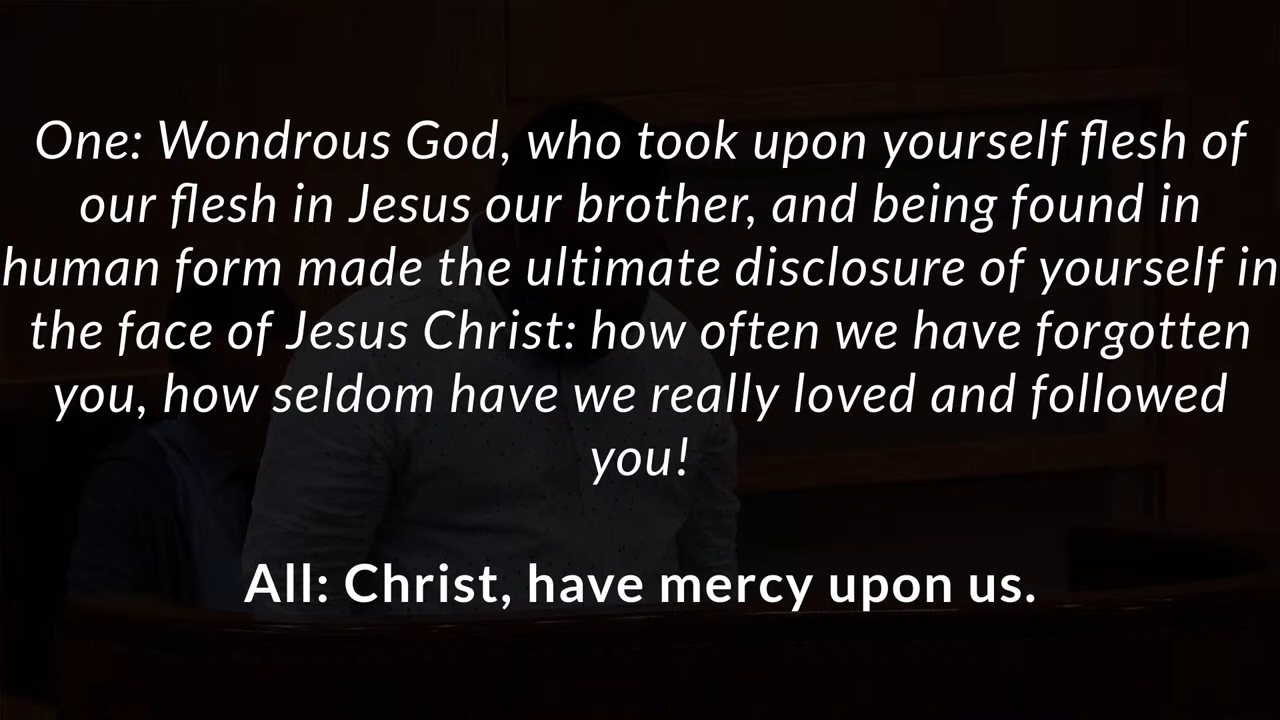 One: Wondrous God, who took upon yourself flesh of
our flesh in Jesus our brother, and being found in
human form made the ultimate disclosure of yourself in
the face of Jesus Christ: how often we have forgotten
you, how seldom have we really loved and followed
you!
All: Christ, have mercy upon us.